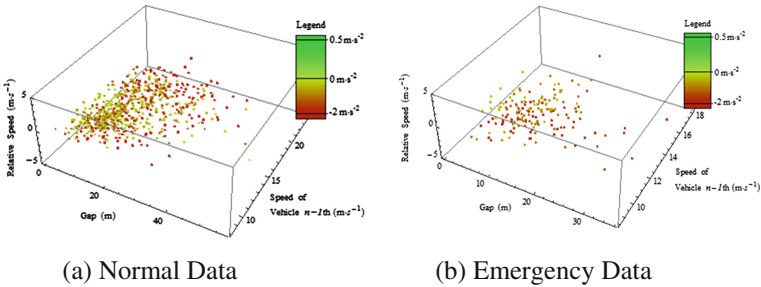 Legend
0.5 m·s⁻²
0 m·s⁻²
-2 m·s⁻²
Relative Speed (m·s⁻¹)
5
0
−5
0
20
40
Gap (m)
10
15
20
Speed of
Vehicle n−1th (m·s⁻¹)
(a) Normal Data
Legend
0.5 m·s⁻²
0 m·s⁻²
-2 m·s⁻²
Relative Speed (m·s⁻¹)
5
0
−5
0
10
20
30
Gap (m)
10
12
14
16
18
Speed of
Vehicle n−1th (m·s⁻¹)
(b) Emergency Data